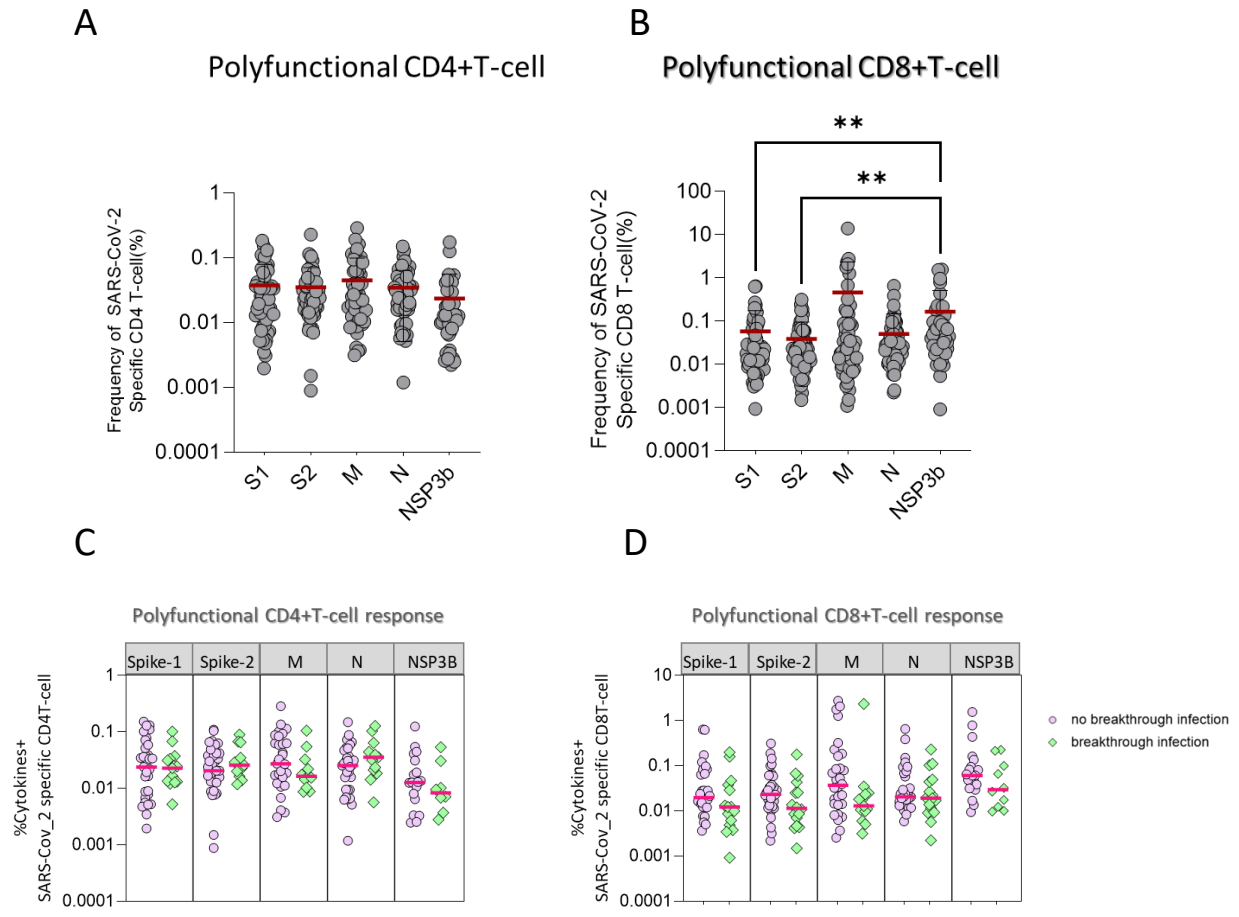 A
Polyfunctional CD4+T-cell
Frequency of SARS-CoV-2
Specific CD4 T-cell(%)
1
0.1
0.01
0.001
0.0001
S1
S2
M
N
NSP3b
B
Polyfunctional CD8+T-cell
**
**
Frequency of SARS-CoV-2
Specific CD8 T-cell(%)
100
10
1
0.1
0.01
0.001
0.0001
S1
S2
M
N
NSP3b
C
Polyfunctional CD4+T-cell response
Spike-1
Spike-2
M
N
NSP3B
%Cytokines+
SARS-Cov_2 specific CD4T-cell
1
0.1
0.01
0.001
0.0001
D
Polyfunctional CD8+T-cell response
Spike-1
Spike-2
M
N
NSP3B
%Cytokines+
SARS-Cov_2 specific CD8T-cell
10
1
0.1
0.01
0.001
0.0001
no breakthrough infection
breakthrough infection